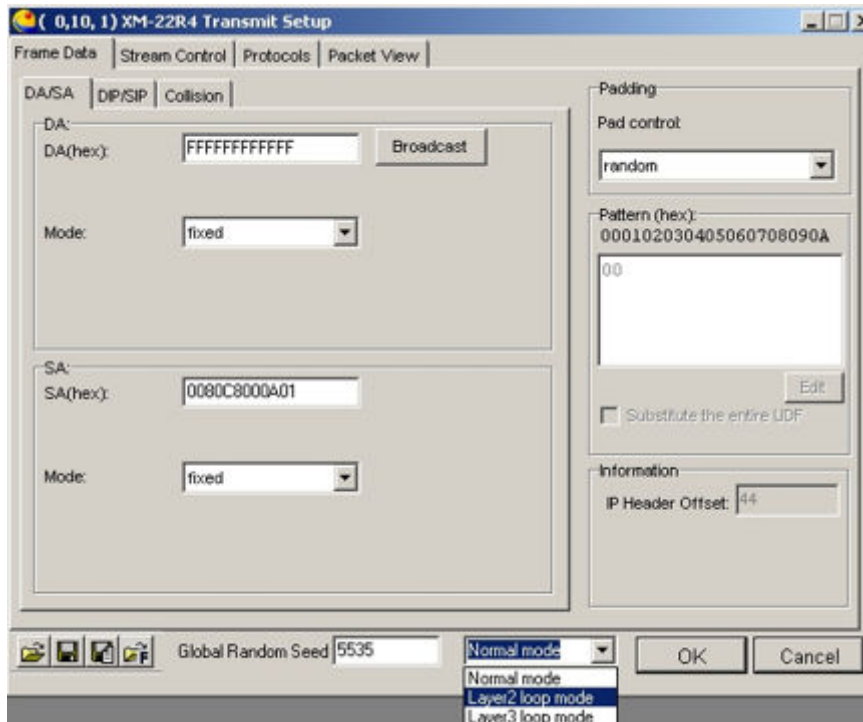 ( 0,10, 1) XM-22R4 Transmit Setup
Frame Data Stream Control Protocols Packet View
DA/SA DIP/SIP Collision
DA:
DA(hex): FFFFFFFFFFFF Broadcast
Mode: fixed
SA:
SA(hex): 0080C8000A01
Mode: fixed
Padding
Pad control:
random
Pattern (hex):
000102030405060708090A
00
Edit
Substitute the entire UDF
Information
IP Header Offset: 44
F Global Random Seed 5535 Normal mode OK Cancel
Normal mode
Layer2 loop mode
Layer3 loop mode